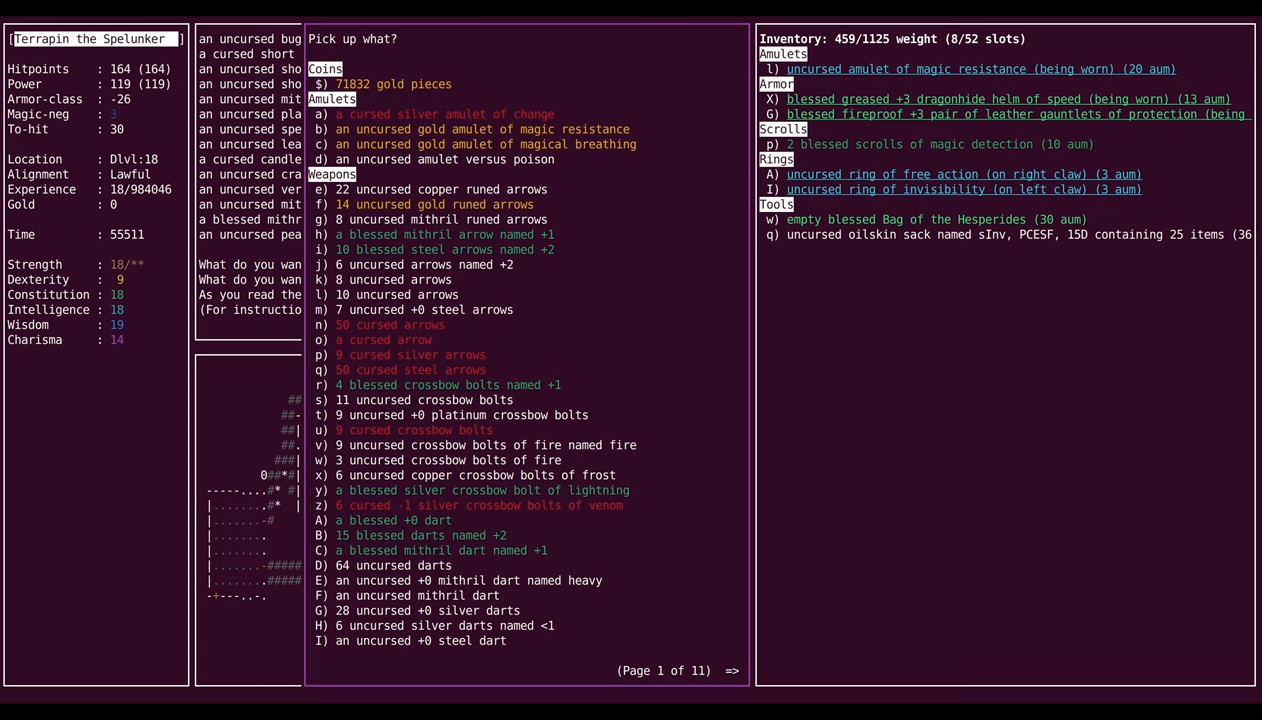 [Terrapin the Spelunker ]
Hitpoints : 164 (164)
Power : 119 (119)
Armor-class : -26
Magic-neg : 3
To-hit : 30
Location : Dlvl:18
Alignment : Lawful
Experience : 18/984046
Gold : 0
Time : 55511
Strength : 18/**
Dexterity : 9
Constitution : 18
Intelligence : 18
Wisdom : 19
Charisma : 14
an uncursed bug
a cursed short
an uncursed sho
an uncursed sho
an uncursed mit
an uncursed pla
an uncursed spe
an uncursed lea
a cursed candle
an uncursed cra
an uncursed ver
an uncursed mit
a blessed mithr
an uncursed pea
What do you wan
What do you wan
As you read the
(For instructio
##
##-
##|
##.
###|
0##*#|
-----....#* #|
|........#* |
|.......-#
|....... .
|....... .
|.......-#####
|........#####
-+---..-.
Pick up what?
Coins
$) 71832 gold pieces
Amulets
a) a cursed silver amulet of change
b) an uncursed gold amulet of magic resistance
c) an uncursed gold amulet of magical breathing
d) an uncursed amulet versus poison
Weapons
e) 22 uncursed copper runed arrows
f) 14 uncursed gold runed arrows
g) 8 uncursed mithril runed arrows
h) a blessed mithril arrow named +1
i) 10 blessed steel arrows named +2
j) 6 uncursed arrows named +2
k) 8 uncursed arrows
l) 10 uncursed arrows
m) 7 uncursed +0 steel arrows
n) 50 cursed arrows
o) a cursed arrow
p) 9 cursed silver arrows
q) 50 cursed steel arrows
r) 4 blessed crossbow bolts named +1
s) 11 uncursed crossbow bolts
t) 9 uncursed +0 platinum crossbow bolts
u) 9 cursed crossbow bolts
v) 9 uncursed crossbow bolts of fire named fire
w) 3 uncursed crossbow bolts of fire
x) 6 uncursed copper crossbow bolts of frost
y) a blessed silver crossbow bolt of lightning
z) 6 cursed -1 silver crossbow bolts of venom
A) a blessed +0 dart
B) 15 blessed darts named +2
C) a blessed mithril dart named +1
D) 64 uncursed darts
E) an uncursed +0 mithril dart named heavy
F) an uncursed mithril dart
G) 28 uncursed +0 silver darts
H) 6 uncursed silver darts named <1
I) an uncursed +0 steel dart
(Page 1 of 11) =>
Inventory: 459/1125 weight (8/52 slots)
Amulets
l) uncursed amulet of magic resistance (being worn) (20 aum)
Armor
X) blessed greased +3 dragonhide helm of speed (being worn) (13 aum)
G) blessed fireproof +3 pair of leather gauntlets of protection (being
Scrolls
p) 2 blessed scrolls of magic detection (10 aum)
Rings
A) uncursed ring of free action (on right claw) (3 aum)
I) uncursed ring of invisibility (on left claw) (3 aum)
Tools
w) empty blessed Bag of the Hesperides (30 aum)
q) uncursed oilskin sack named sInv, PCESF, 15D containing 25 items (36